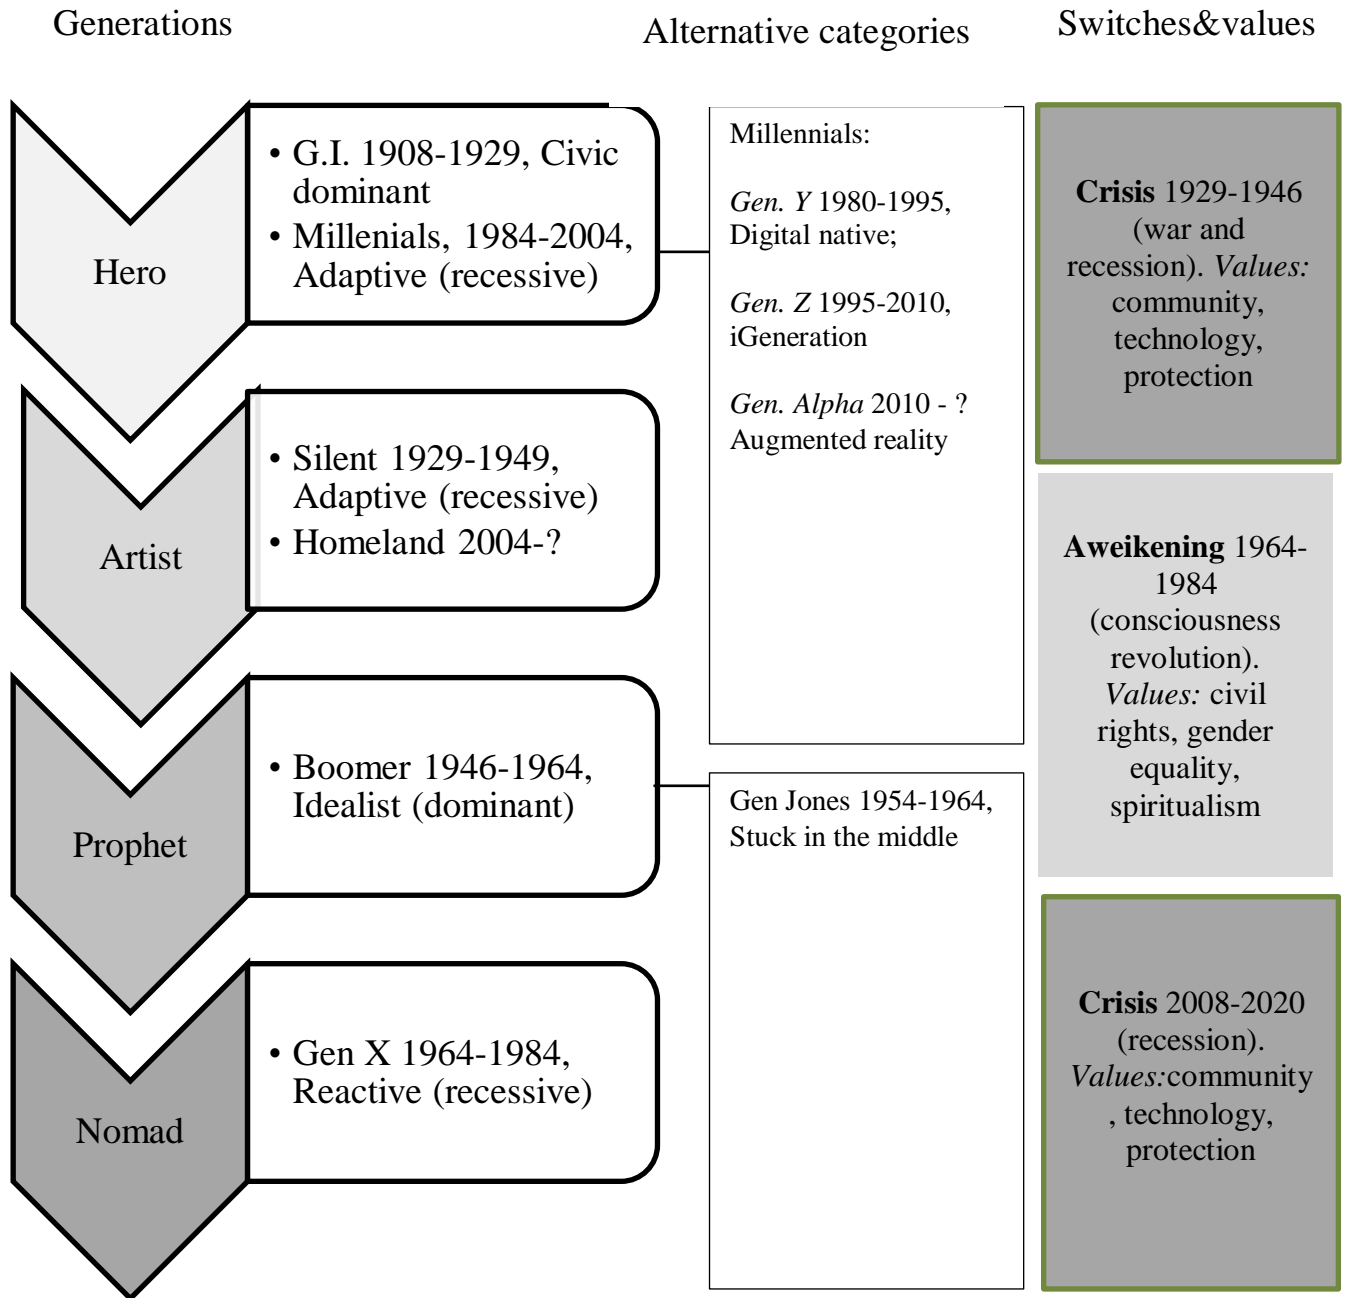 Generations
Alternative categories
Switches&values
Hero
• G.I. 1908-1929, Civic
dominant
• Millenials, 1984-2004,
Adaptive (recessive)
Artist
• Silent 1929-1949,
Adaptive (recessive)
• Homeland 2004-?
Prophet
• Boomer 1946-1964,
Idealist (dominant)
Nomad
• Gen X 1964-1984,
Reactive (recessive)
Millennials:
Gen. Y 1980-1995,
Digital native;
Gen. Z 1995-2010,
iGeneration
Gen. Alpha 2010 - ?
Augmented reality
Gen Jones 1954-1964,
Stuck in the middle
Crisis 1929-1946
(war and
recession). Values:
community,
technology,
protection
Aweikening 1964-
1984
(consciousness
revolution).
Values: civil
rights, gender
equality,
spiritualism
Crisis 2008-2020
(recession).
Values:community
, technology,
protection